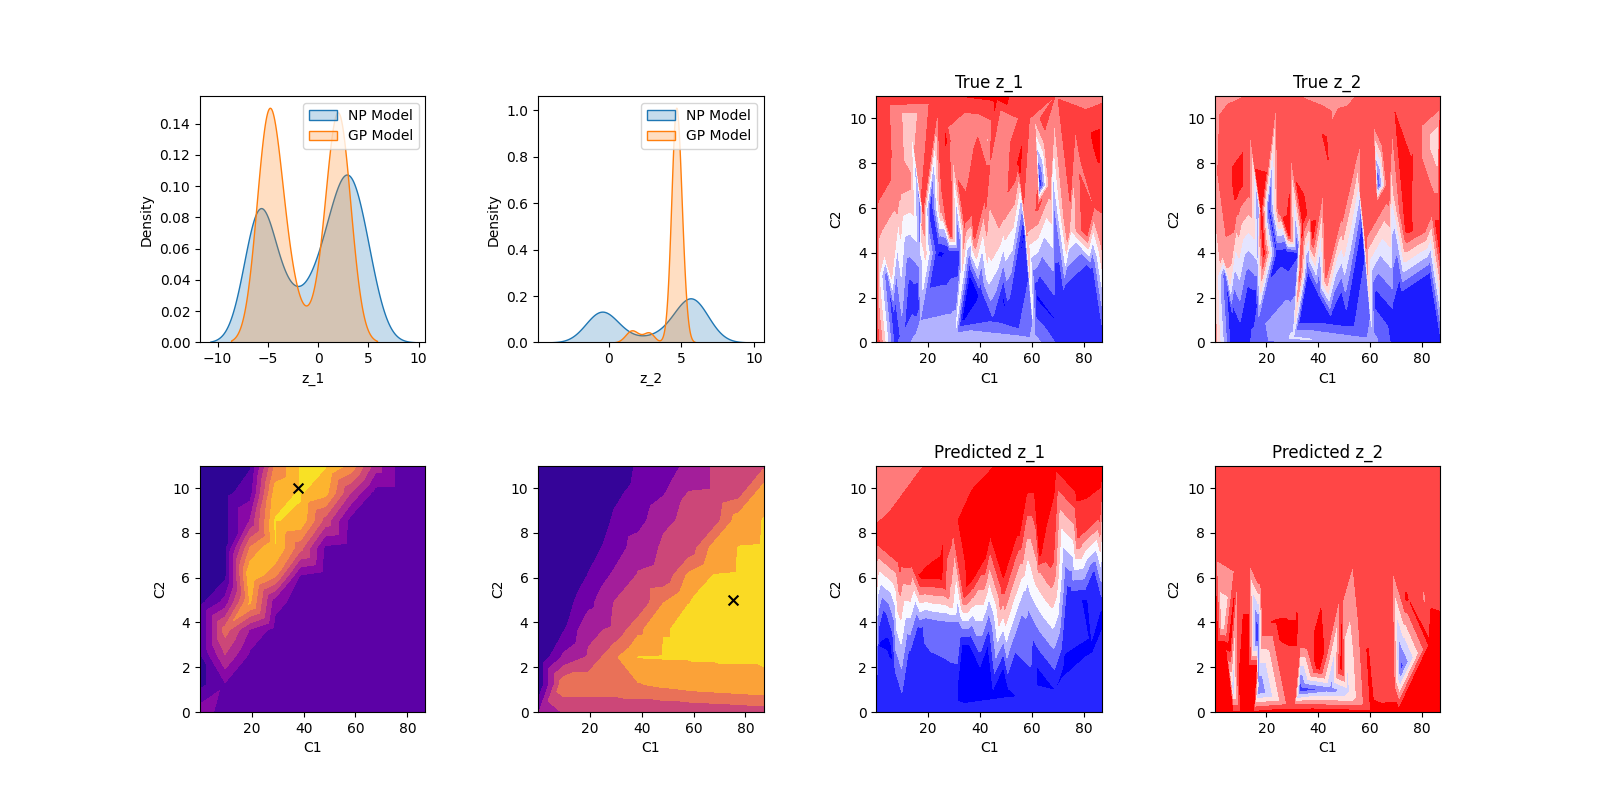 True z_1
True z_2
NP Model
GP Model
NP Model
GP Model
Density
0.14
0.12
0.10
0.08
0.06
0.04
0.02
0.00
−10 −5 0 5 10
z_1
Density
1.0
0.8
0.6
0.4
0.2
0.0
0 5 10
z_2
C2
10
8
6
4
2
0
20 40 60 80
C1
C2
10
8
6
4
2
0
20 40 60 80
C1
Predicted z_1
Predicted z_2
C2
10
8
6
4
2
0
20 40 60 80
C1
C2
10
8
6
4
2
0
20 40 60 80
C1
C2
10
8
6
4
2
0
20 40 60 80
C1
C2
10
8
6
4
2
0
20 40 60 80
C1